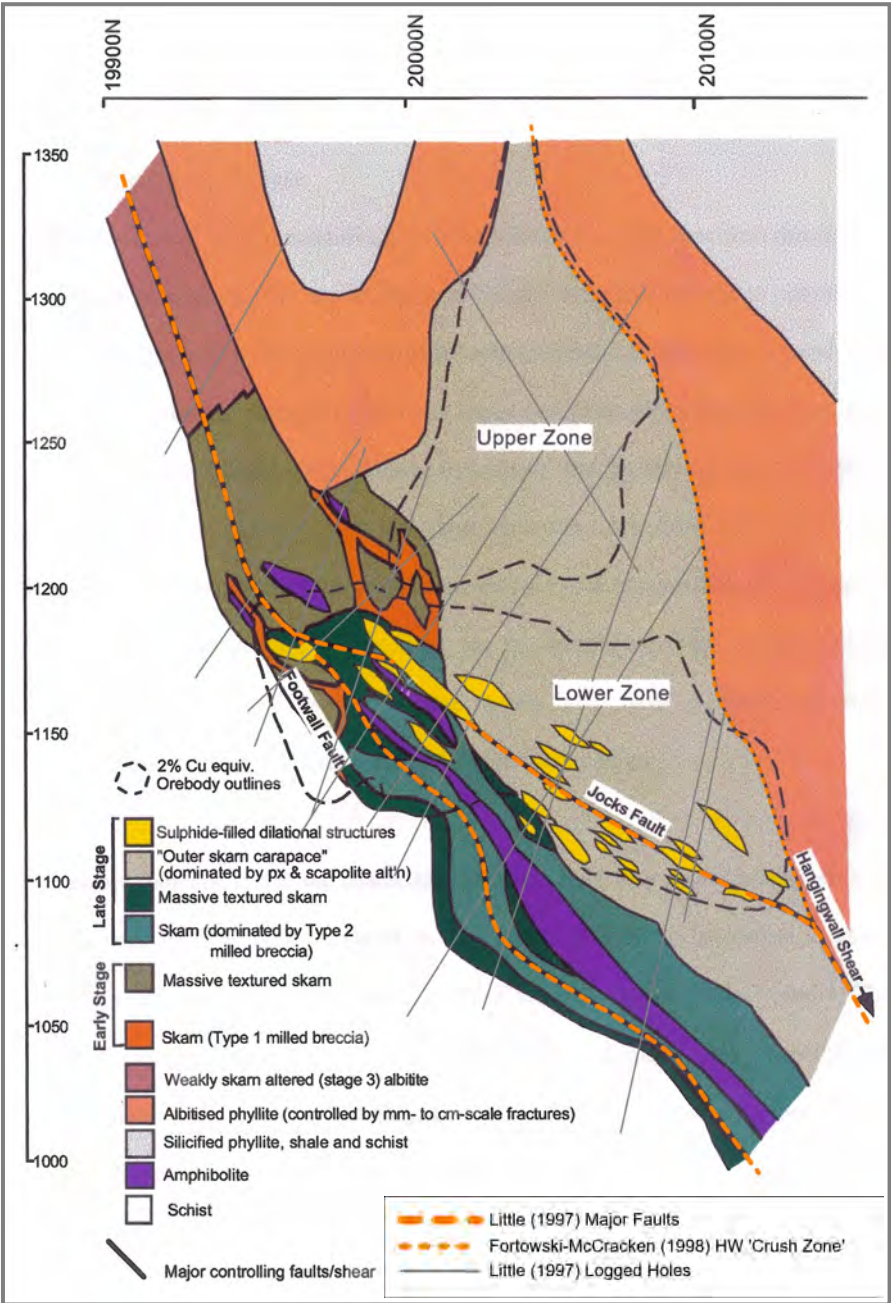 19900N
20000N
20100N
1350
1300
1250
1200
1150
1100
1050
1000
Upper Zone
Lower Zone
Footwall Fault
Jocks Fault
Hangingwall Shear
2% Cu equiv.
Orebody outlines
Late Stage
Sulphide-filled dilational structures
"Outer skarn carapace"
(dominated by px & scapolite alt'n)
Massive textured skarn
Skarn (dominated by Type 2
milled breccia)
Early Stage
Massive textured skarn
Skarn (Type 1 milled breccia)
Weakly skarn altered (stage 3) albitite
Albitised phyllite (controlled by mm- to cm-scale fractures)
Silicified phyllite, shale and schist
Amphibolite
Schist
Major controlling faults/shear
Little (1997) Major Faults
Fortowski-McCracken (1998) HW 'Crush Zone'
Little (1997) Logged Holes